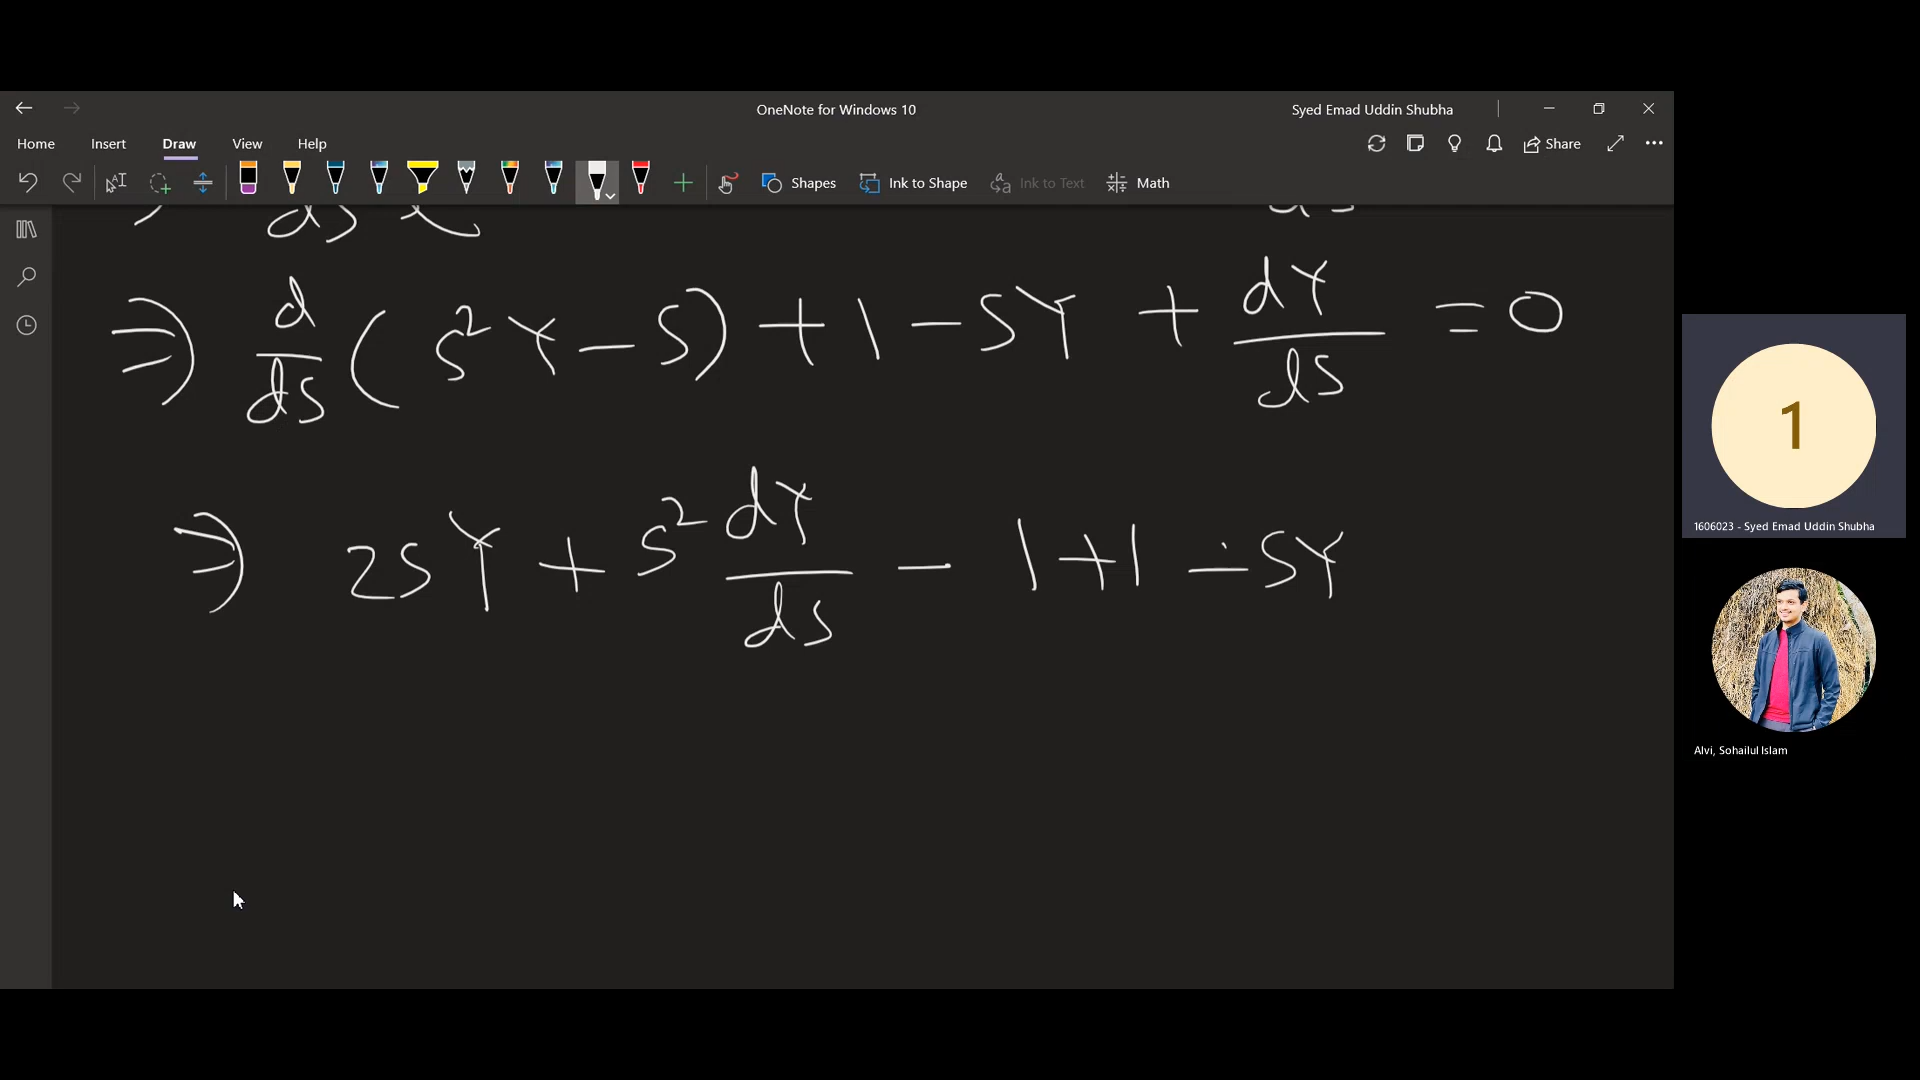 OneNote for Windows 10
Syed Emad Uddin Shubha
Home Insert Draw View Help
Share
Shapes Ink to Shape Ink to Text Math
ds
⇒ d/ds (s²Y − s) + 1 − sY + dY/ds = 0
⇒ 2sY + s² dY/ds − 1 + 1 − sY
1
1606023 - Syed Emad Uddin Shubha
Alvi, Sohailul Islam